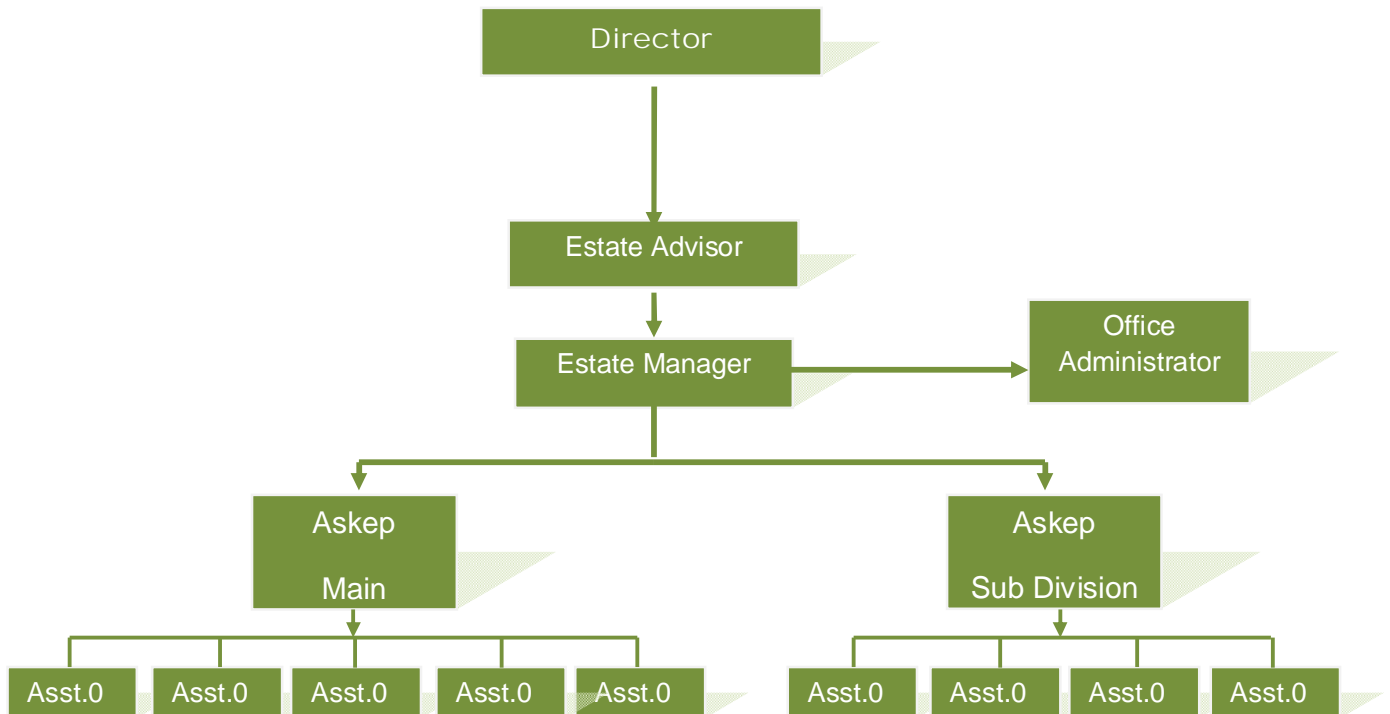 Director
Estate Advisor
Estate Manager
Office
Administrator
Askep
Main
Askep
Sub Division
Asst.0
Asst.0
Asst.0
Asst.0
Asst.0
Asst.0
Asst.0
Asst.0
Asst.0